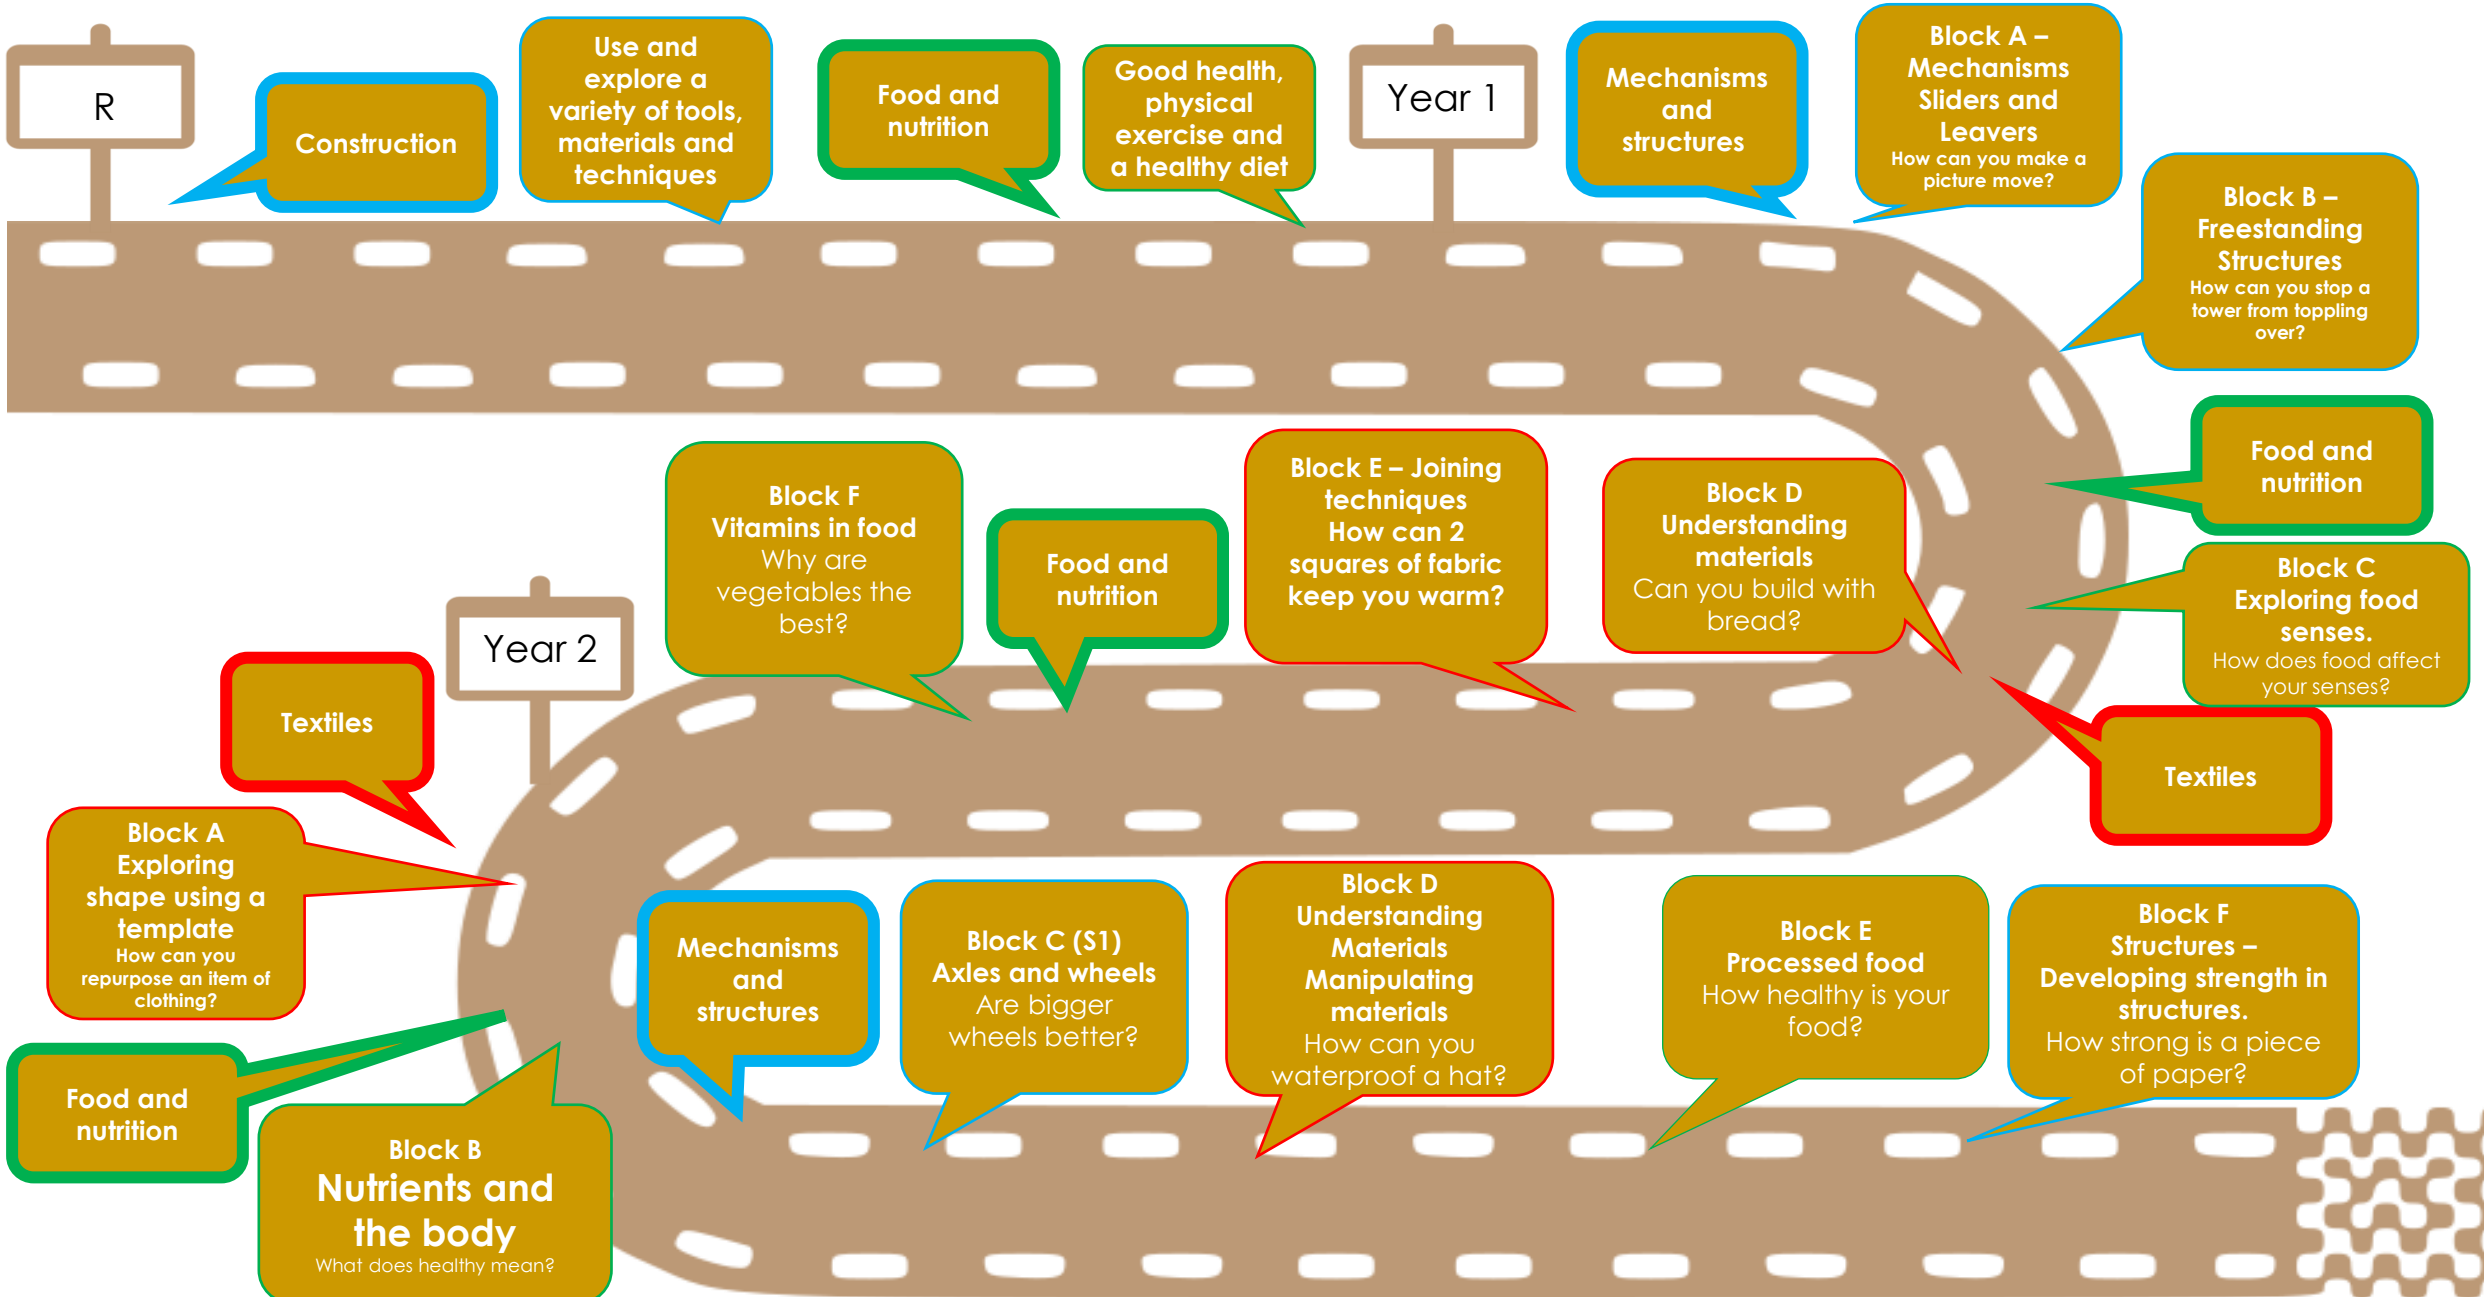 R
Construction
Use and
explore a
variety of tools,
materials and
techniques
Food and
nutrition
Good health,
physical
exercise and
a healthy diet
Year 1
Mechanisms
and
structures
Block A –
Mechanisms
Sliders and
Leavers
How can you make a
picture move?
Block B –
Freestanding
Structures
How can you stop a
tower from toppling
over?
Food and
nutrition
Block C
Exploring food
senses.
How does food affect
your senses?
Textiles
Block D
Understanding
materials
Can you build with
bread?
Block E – Joining
techniques
How can 2
squares of fabric
keep you warm?
Food and
nutrition
Block F
Vitamins in food
Why are
vegetables the
best?
Year 2
Textiles
Block A
Exploring
shape using a
template
How can you
repurpose an item of
clothing?
Food and
nutrition
Block B
Nutrients and
the body
What does healthy mean?
Mechanisms
and
structures
Block C (S1)
Axles and wheels
Are bigger
wheels better?
Block D
Understanding
Materials
Manipulating
materials
How can you
waterproof a hat?
Block E
Processed food
How healthy is your
food?
Block F
Structures –
Developing strength in
structures.
How strong is a piece
of paper?